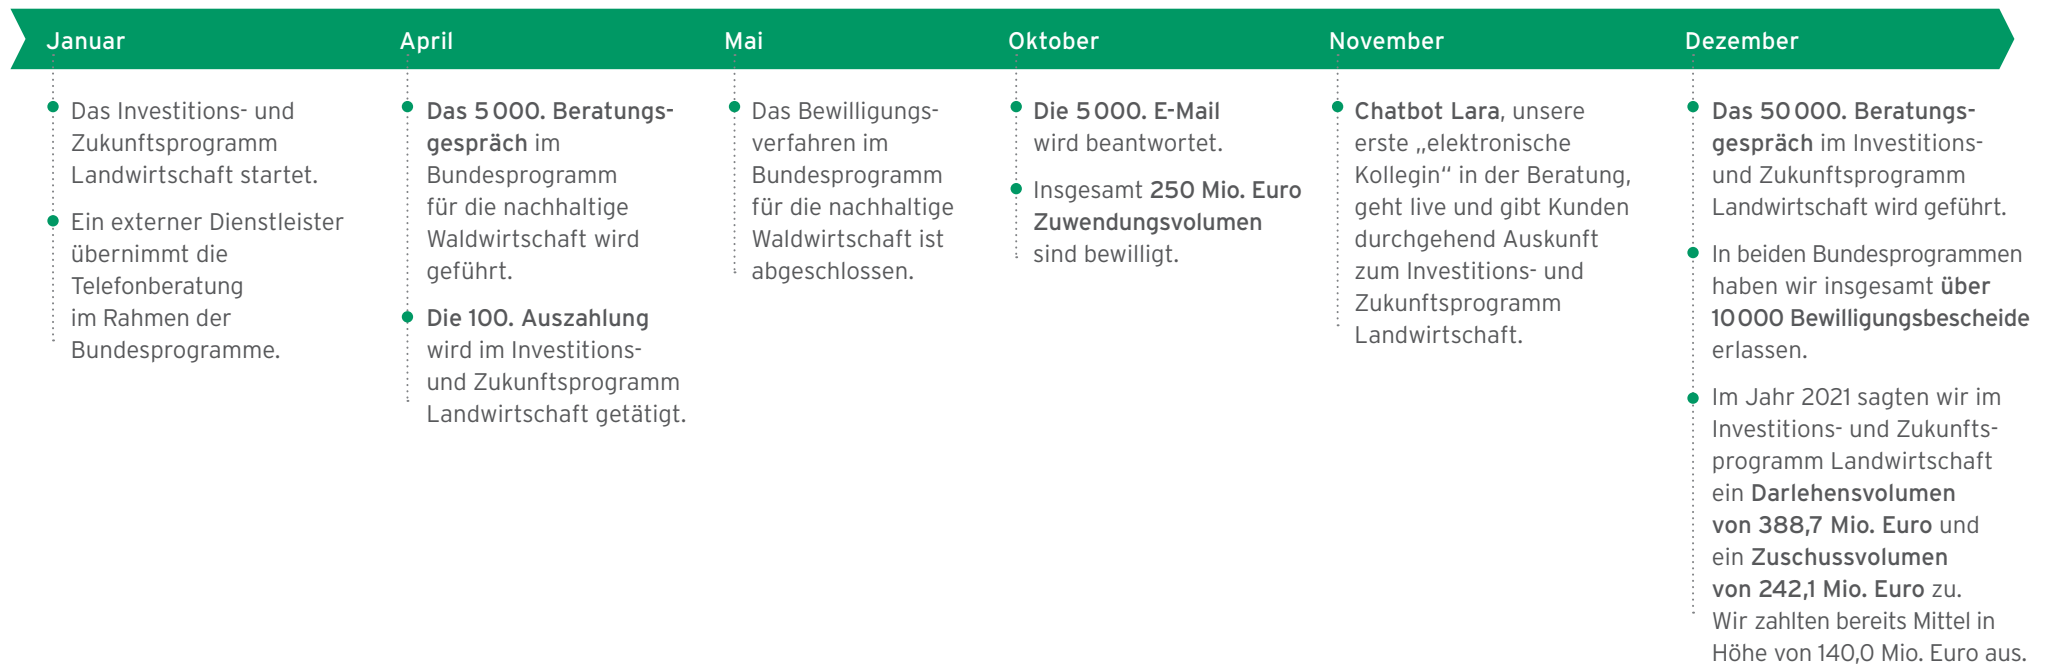 Januar
Das Investitions- und
Zukunftsprogramm
Landwirtschaft startet.
Ein externer Dienstleister
übernimmt die
Telefonberatung
im Rahmen der
Bundesprogramme.
April
Das 5 000. Beratungs-
gespräch im
Bundesprogramm
für die nachhaltige
Waldwirtschaft wird
geführt.
Die 100. Auszahlung
wird im Investitions-
und Zukunftsprogramm
Landwirtschaft getätigt.
Mai
Das Bewilligungs-
verfahren im
Bundesprogramm
für die nachhaltige
Waldwirtschaft ist
abgeschlossen.
Oktober
Die 5 000. E-Mail
wird beantwortet.
Insgesamt 250 Mio. Euro
Zuwendungsvolumen
sind bewilligt.
November
Chatbot Lara, unsere
erste „elektronische
Kollegin“ in der Beratung,
geht live und gibt Kunden
durchgehend Auskunft
zum Investitions- und
Zukunftsprogramm
Landwirtschaft.
Dezember
Das 50 000. Beratungs-
gespräch im Investitions-
und Zukunftsprogramm
Landwirtschaft wird geführt.
In beiden Bundesprogrammen
haben wir insgesamt über
10 000 Bewilligungsbescheide
erlassen.
Im Jahr 2021 sagten wir im
Investitions- und Zukunfts-
programm Landwirtschaft
ein Darlehensvolumen
von 388,7 Mio. Euro und
ein Zuschussvolumen
von 242,1 Mio. Euro zu.
Wir zahlten bereits Mittel in
Höhe von 140,0 Mio. Euro aus.